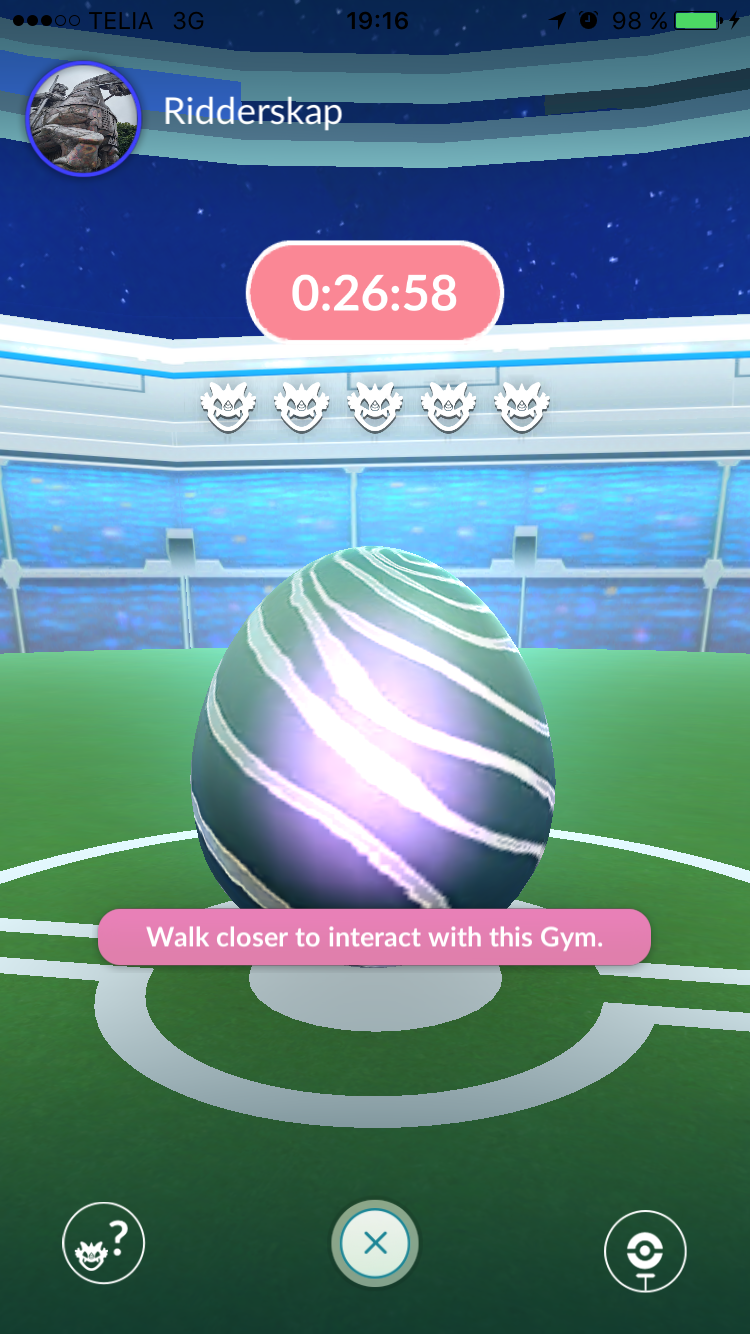 TELIA 3G 19:16 98 %
Ridderskap
0:26:58
Walk closer to interact with this Gym.
?